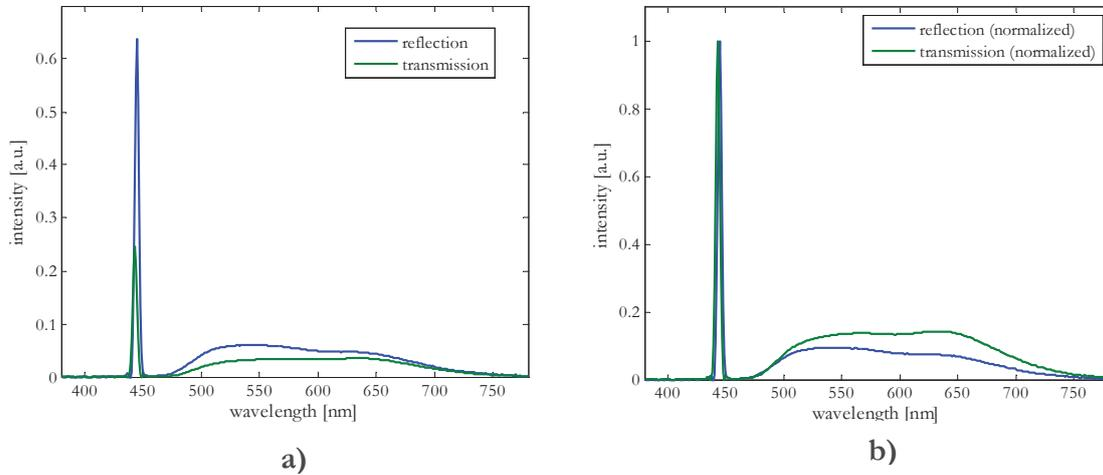 reflection
transmission
0.6
0.5
0.4
0.3
0.2
0.1
0
intensity [a.u.]
400 450 500 550 600 650 700 750
wavelength [nm]
a)
reflection (normalized)
transmission (normalized)
1
0.8
0.6
0.4
0.2
0
intensity [a.u.]
400 450 500 550 600 650 700 750
wavelength [nm]
b)